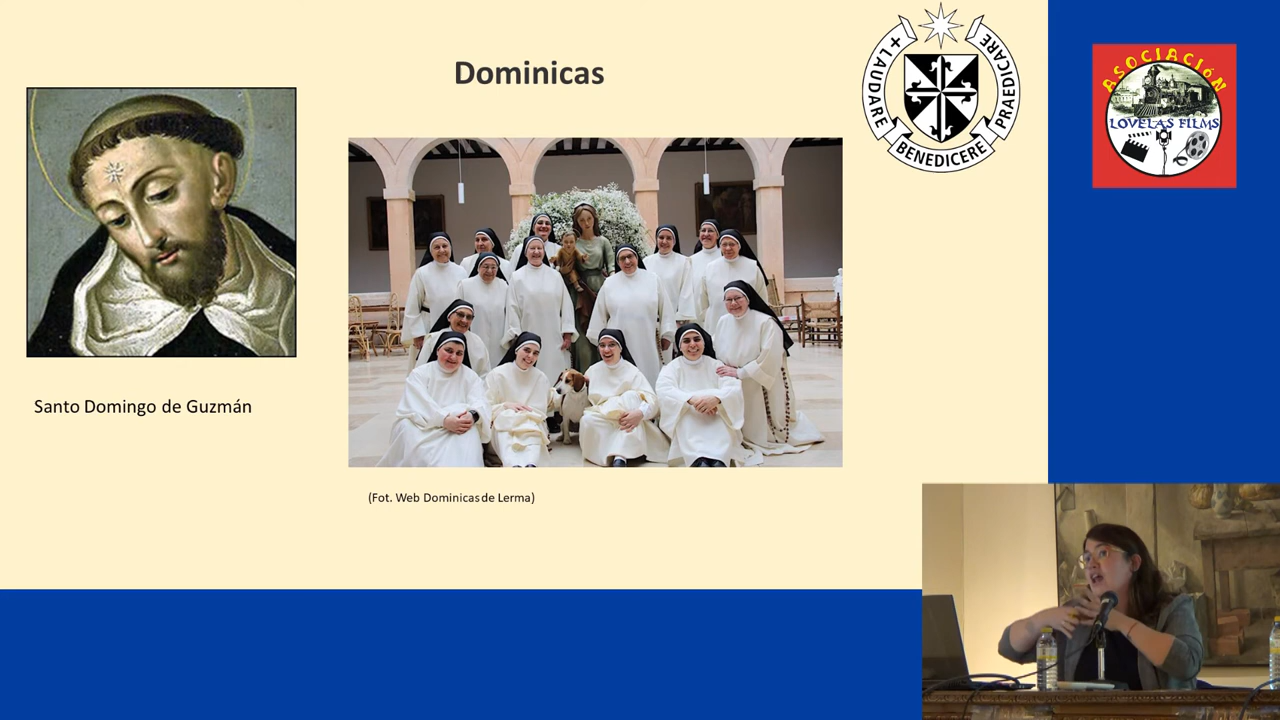 Dominicas
+ LAUDARE
BENEDICERE
PRAEDICARE
ASOCIACIÓN
LOVELAS FILMS
Santo Domingo de Guzmán
(Fot. Web Dominicas de Lerma)